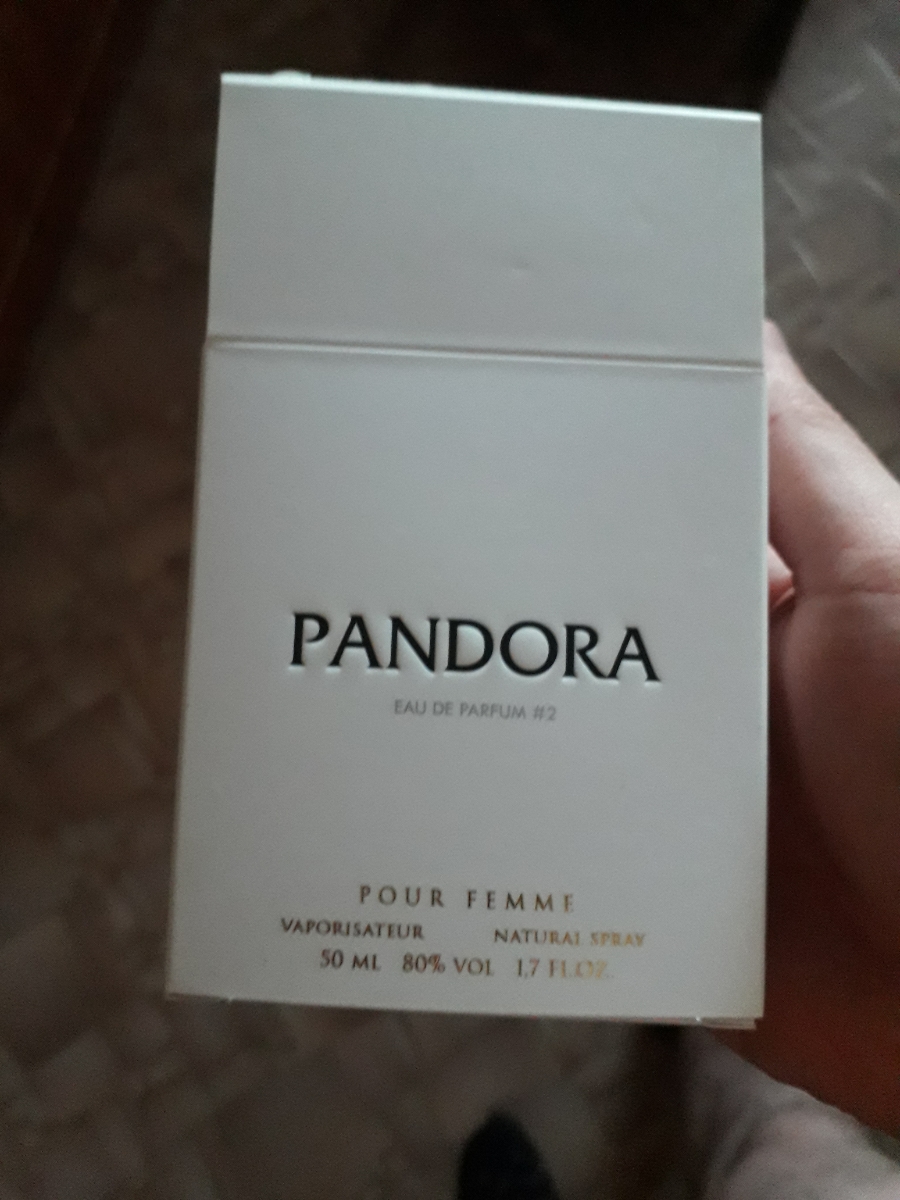 PANDORA
EAU DE PARFUM #2
POUR FEMME
VAPORISATEUR NATURAL SPRAY
50 ML 80% VOL 1,7 FL.OZ.